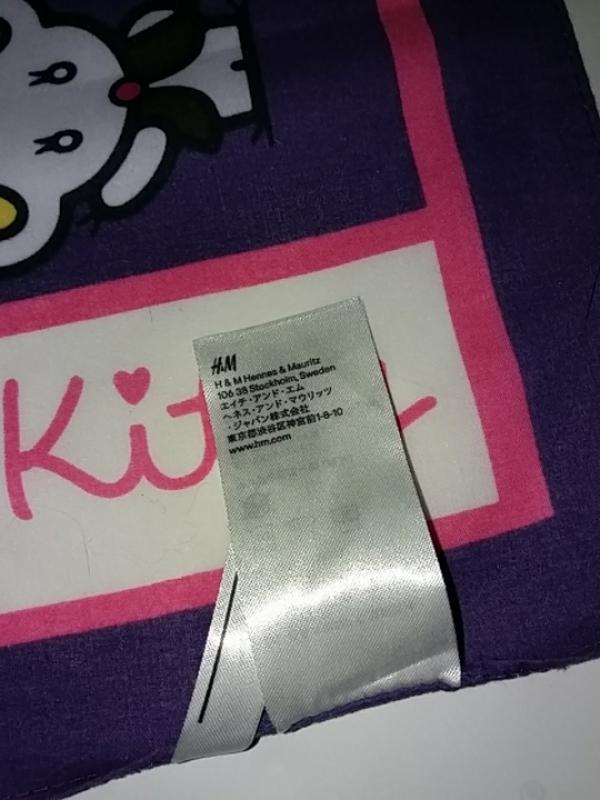 Kit
H&M
H & M Hennes & Mauritz
106 38 Stockholm, Sweden
エイチ・アンド・エム
ヘネス・アンド・マウリッツ
・ジャパン株式会社
東京都渋谷区神宮前1-8-10
www.hm.com